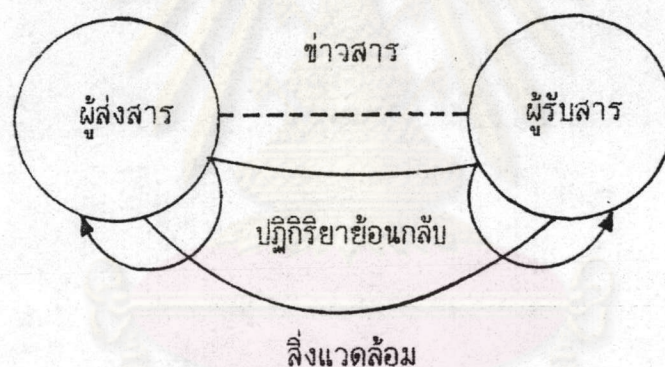 ข่าวสาร
ผู้ส่งสาร
ผู้รับสาร
ปฏิกิริยาย้อนกลับ
สิ่งแวดล้อม